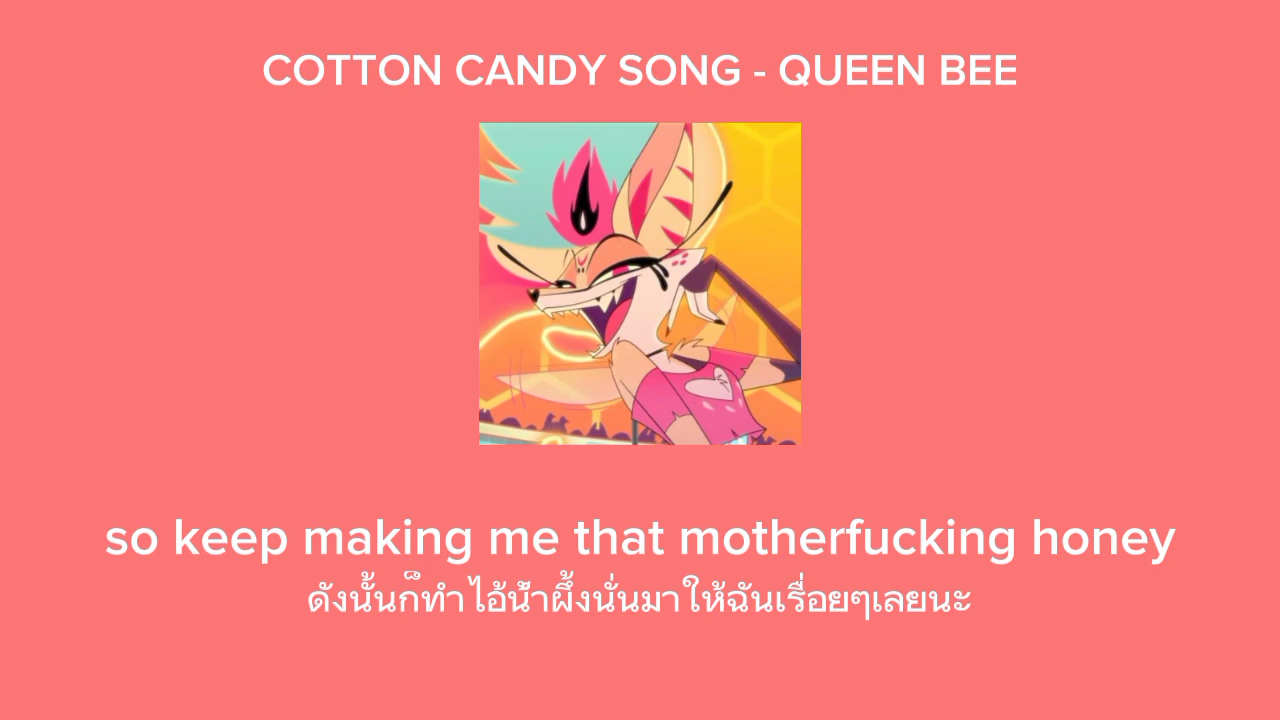 COTTON CANDY SONG - QUEEN BEE
so keep making me that motherfucking honey
ดังนั้นก็ทำไอ้น้ำผึ้งนั่นมาให้ฉันเรื่อยๆเลยนะ